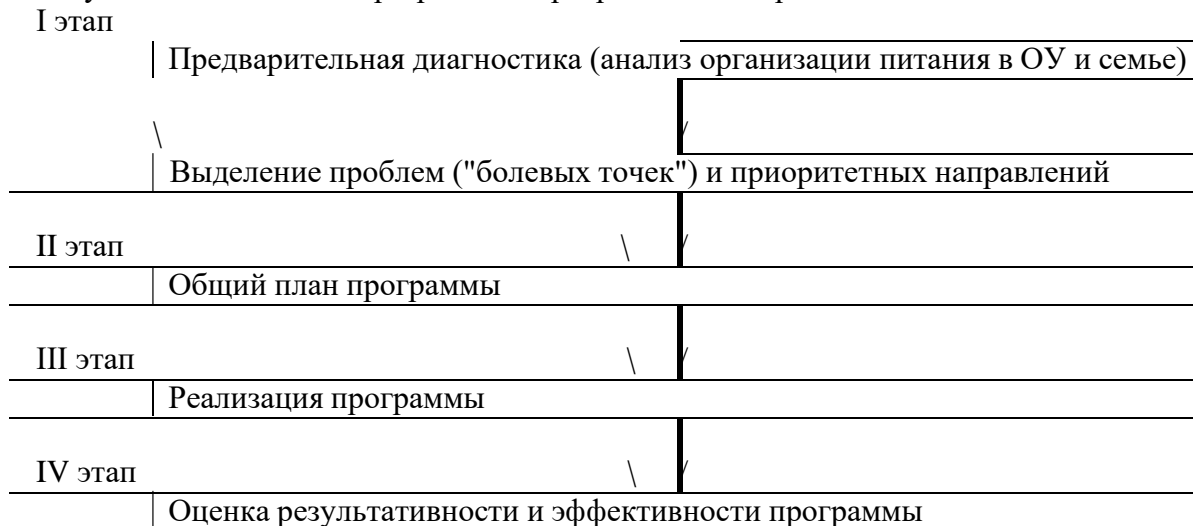 I этап
Предварительная диагностика (анализ организации питания в ОУ и семье)
\ /
Выделение проблем ("болевых точек") и приоритетных направлений
II этап \ /
Общий план программы
III этап \ /
Реализация программы
IV этап \ /
Оценка результативности и эффективности программы